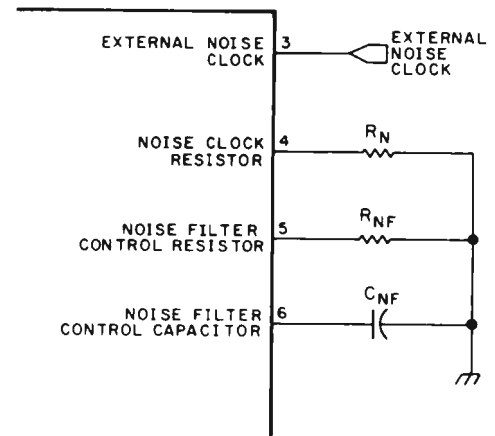 EXTERNAL NOISE
CLOCK
3
EXTERNAL
NOISE
CLOCK
NOISE CLOCK
RESISTOR
4
RN
NOISE FILTER
CONTROL RESISTOR
5
RNF
NOISE FILTER
CONTROL CAPACITOR
6
CNF